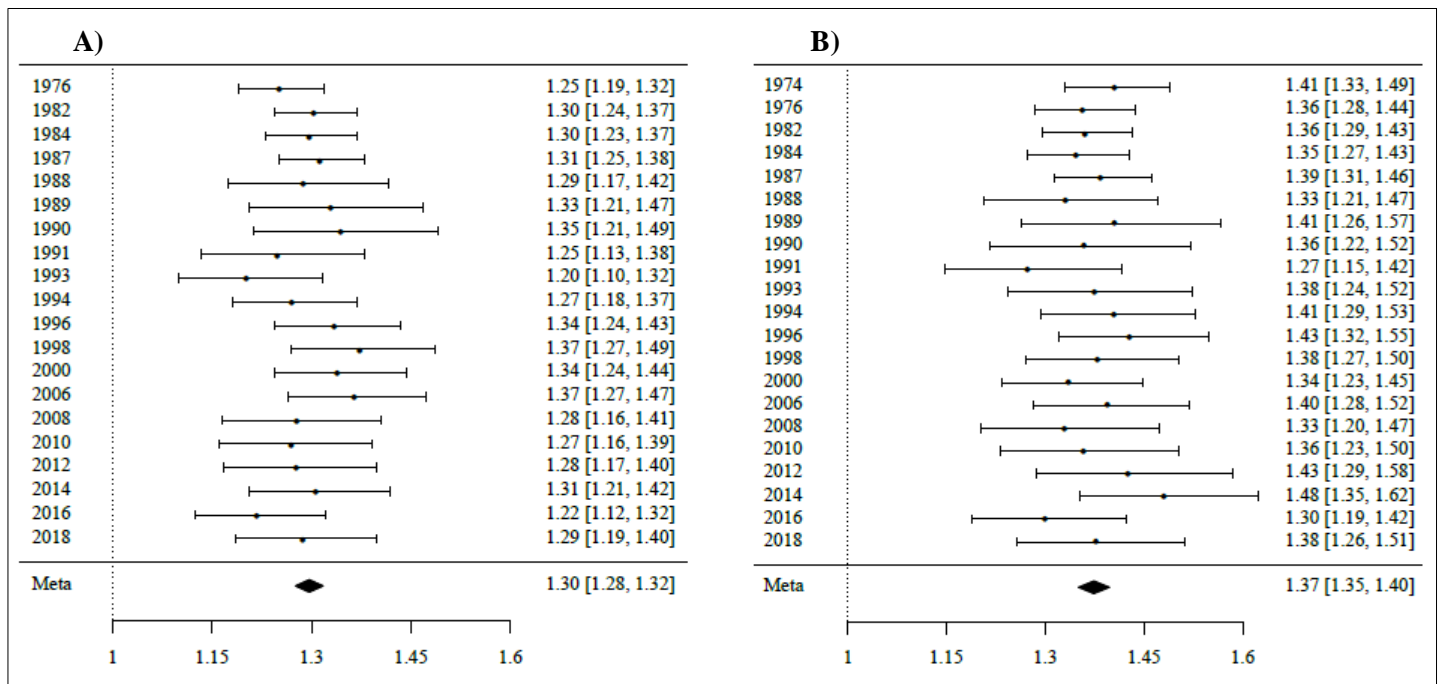 A)
1976 1.25 [1.19, 1.32]
1982 1.30 [1.24, 1.37]
1984 1.30 [1.23, 1.37]
1987 1.31 [1.25, 1.38]
1988 1.29 [1.17, 1.42]
1989 1.33 [1.21, 1.47]
1990 1.35 [1.21, 1.49]
1991 1.25 [1.13, 1.38]
1993 1.20 [1.10, 1.32]
1994 1.27 [1.18, 1.37]
1996 1.34 [1.24, 1.43]
1998 1.37 [1.27, 1.49]
2000 1.34 [1.24, 1.44]
2006 1.37 [1.27, 1.47]
2008 1.28 [1.16, 1.41]
2010 1.27 [1.16, 1.39]
2012 1.28 [1.17, 1.40]
2014 1.31 [1.21, 1.42]
2016 1.22 [1.12, 1.32]
2018 1.29 [1.19, 1.40]
Meta 1.30 [1.28, 1.32]
1 1.15 1.3 1.45 1.6
B)
1974 1.41 [1.33, 1.49]
1976 1.36 [1.28, 1.44]
1982 1.36 [1.29, 1.43]
1984 1.35 [1.27, 1.43]
1987 1.39 [1.31, 1.46]
1988 1.33 [1.21, 1.47]
1989 1.41 [1.26, 1.57]
1990 1.36 [1.22, 1.52]
1991 1.27 [1.15, 1.42]
1993 1.38 [1.24, 1.52]
1994 1.41 [1.29, 1.53]
1996 1.43 [1.32, 1.55]
1998 1.38 [1.27, 1.50]
2000 1.34 [1.23, 1.45]
2006 1.40 [1.28, 1.52]
2008 1.33 [1.20, 1.47]
2010 1.36 [1.23, 1.50]
2012 1.43 [1.29, 1.58]
2014 1.48 [1.35, 1.62]
2016 1.30 [1.19, 1.42]
2018 1.38 [1.26, 1.51]
Meta 1.37 [1.35, 1.40]
1 1.15 1.3 1.45 1.6